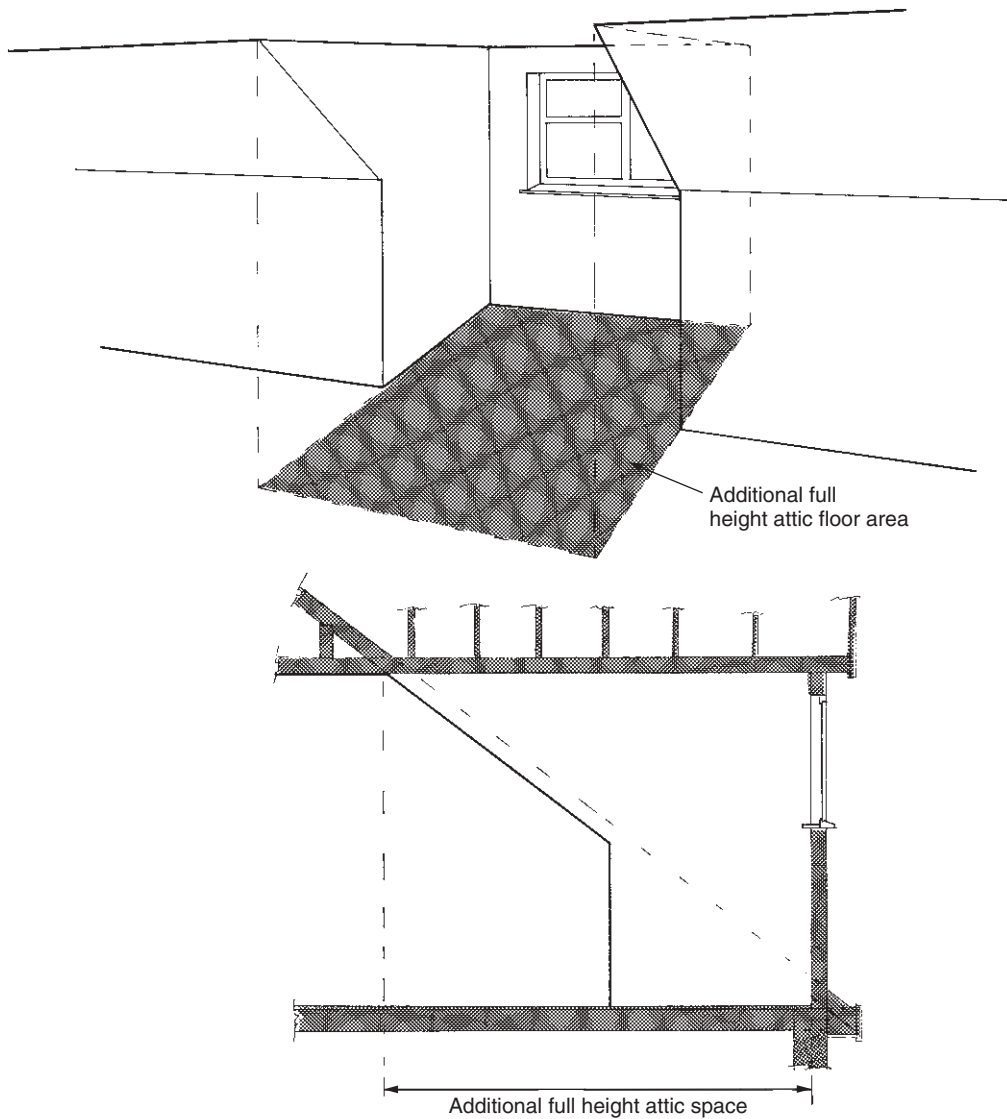 Additional full
height attic floor area
Additional full height attic space